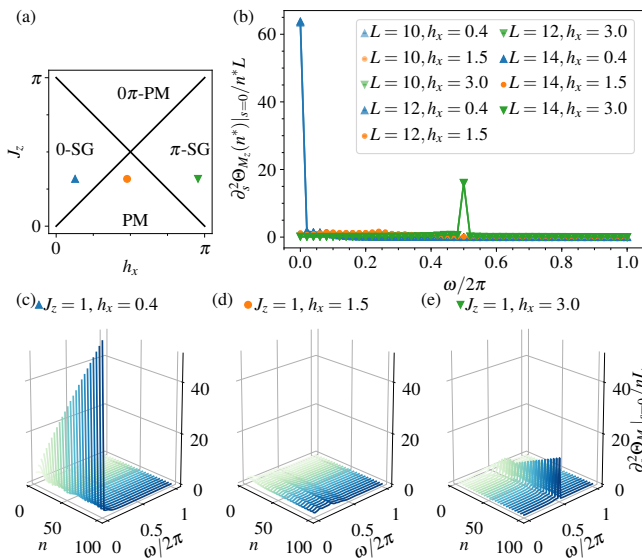 (a)
π
0π-PM
0-SG
π-SG
PM
0
0
π
J_z
h_x
(b)
60
40
20
0
∂_s^2Θ_{M_z}(n*)|_{s=0}/n*L
L = 10, h_x = 0.4
L = 10, h_x = 1.5
L = 10, h_x = 3.0
L = 12, h_x = 0.4
L = 12, h_x = 1.5
L = 12, h_x = 3.0
L = 14, h_x = 0.4
L = 14, h_x = 1.5
L = 14, h_x = 3.0
0.0 0.2 0.4 0.6 0.8 1.0
ω/2π
(c) J_z = 1, h_x = 0.4
40
20
0
0
50
100
n
0
0.5
1
ω/2π
(d) J_z = 1, h_x = 1.5
40
20
0
0
50
100
n
0
0.5
1
ω/2π
(e) J_z = 1, h_x = 3.0
40
20
0
0
50
100
n
0
0.5
1
ω/2π